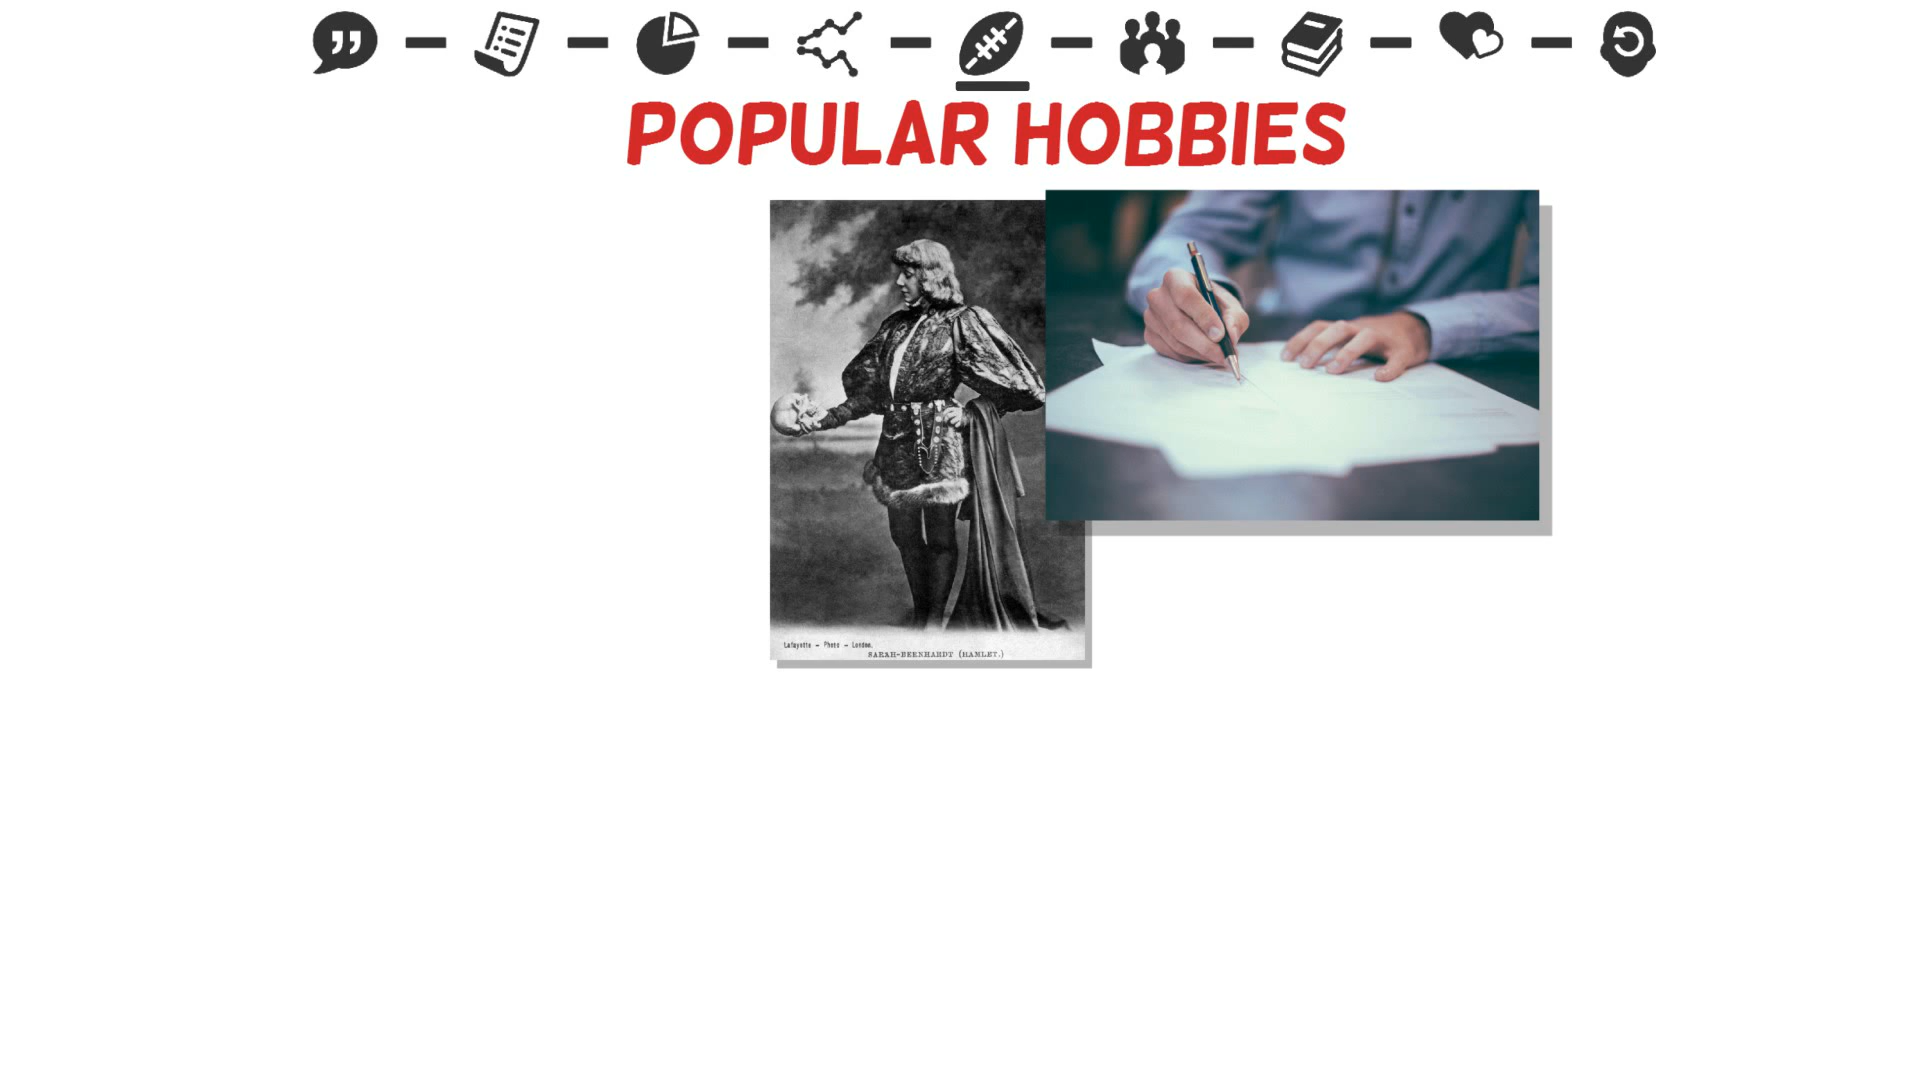 POPULAR HOBBIES
Lafayette - Photo - London.
SARAH-BERNHARDT (HAMLET.)